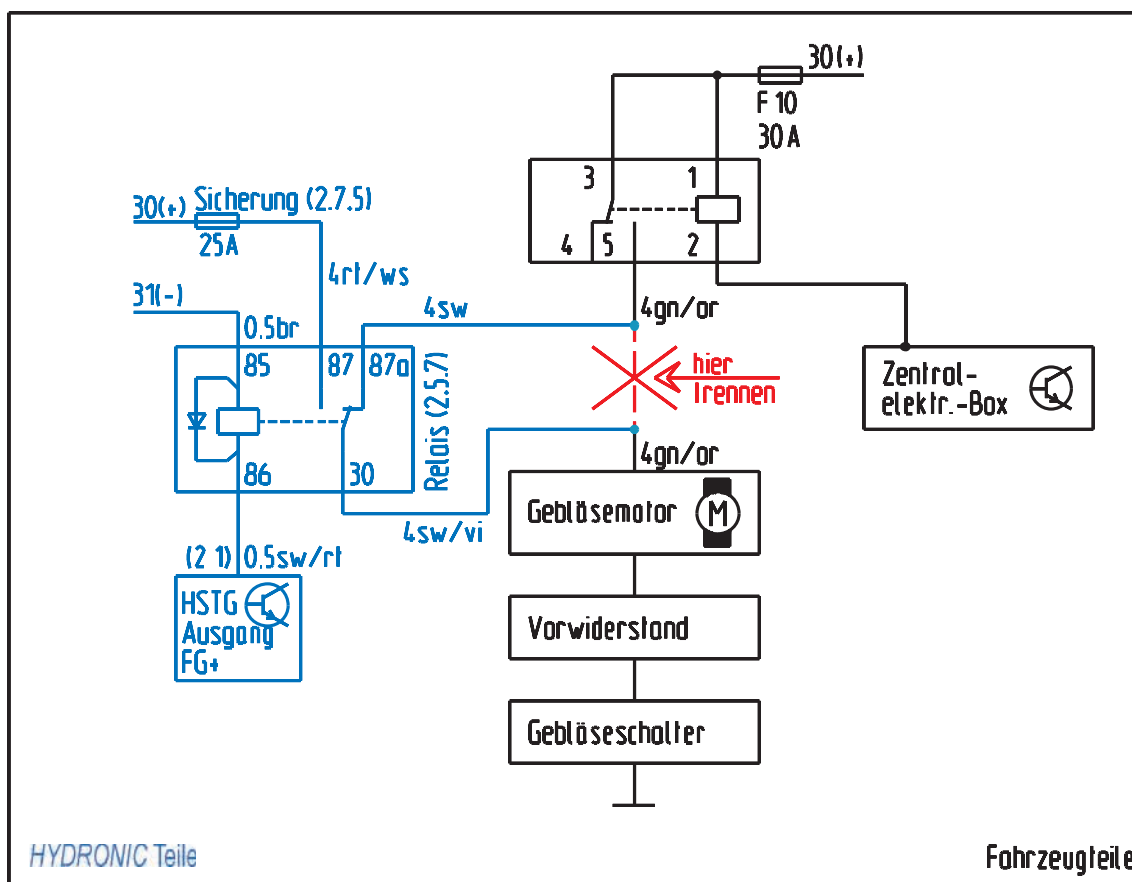 30(+)
F 10
30 A
3
1
4
5
2
30(+)
Sicherung (2.7.5)
25A
4rt/ws
31(-)
0.5br
4sw
4gn/or
85
87
87a
86
30
Relais (2.5.7)
hier
trennen
Zentral-
elektr.-Box
4gn/or
4sw/vi
Gebläsemotor
M
(2 1)
0.5sw/rt
HSTG
Ausgang
FG+
Vorwiderstand
Gebläseschalter
HYDRONIC Teile
Fahrzeugteile